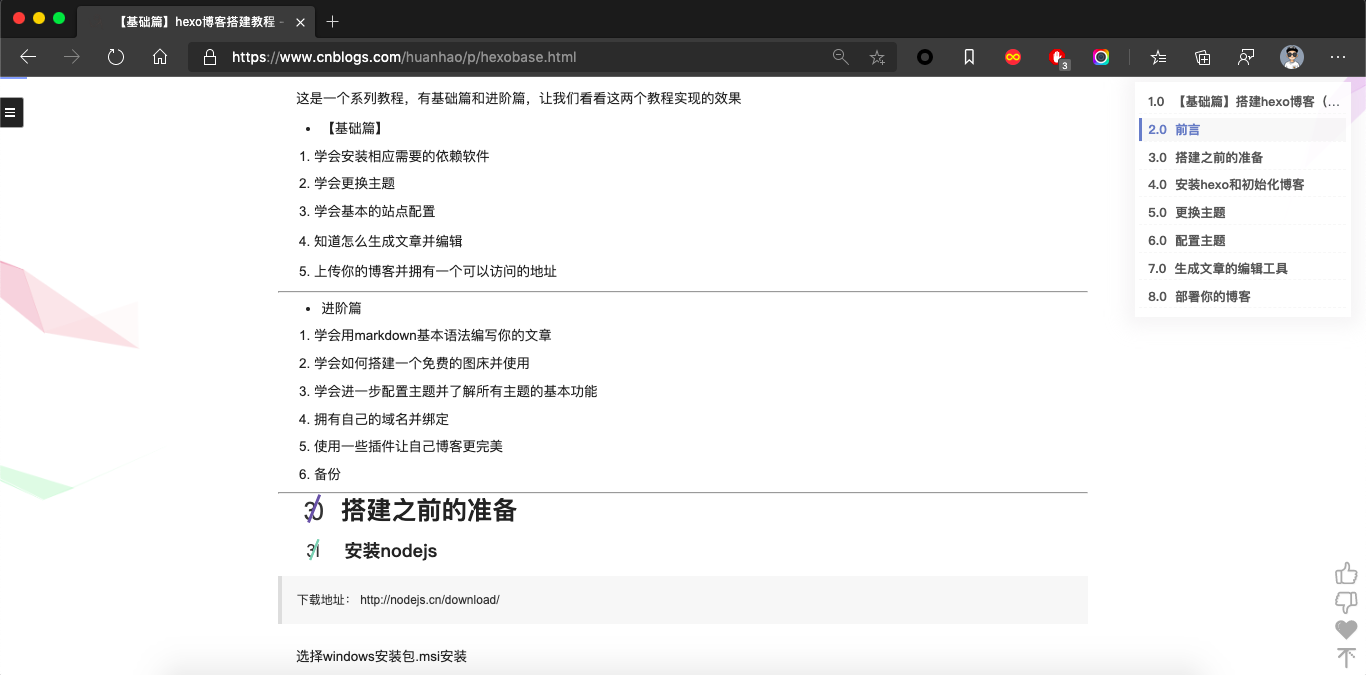 【基础篇】hexo博客搭建教程 -
https://www.cnblogs.com/huanhao/p/hexobase.html
3
这是一个系列教程，有基础篇和进阶篇，让我们看看这两个教程实现的效果
• 【基础篇】
1. 学会安装相应需要的依赖软件
2. 学会更换主题
3. 学会基本的站点配置
4. 知道怎么生成文章并编辑
5. 上传你的博客并拥有一个可以访问的地址
• 进阶篇
1. 学会用markdown基本语法编写你的文章
2. 学会如何搭建一个免费的图床并使用
3. 学会进一步配置主题并了解所有主题的基本功能
4. 拥有自己的域名并绑定
5. 使用一些插件让自己博客更完美
6. 备份
30 搭建之前的准备
31 安装nodejs
下载地址： http://nodejs.cn/download/
选择windows安装包.msi安装
1.0 【基础篇】搭建hexo博客（...
2.0 前言
3.0 搭建之前的准备
4.0 安装hexo和初始化博客
5.0 更换主题
6.0 配置主题
7.0 生成文章的编辑工具
8.0 部署你的博客